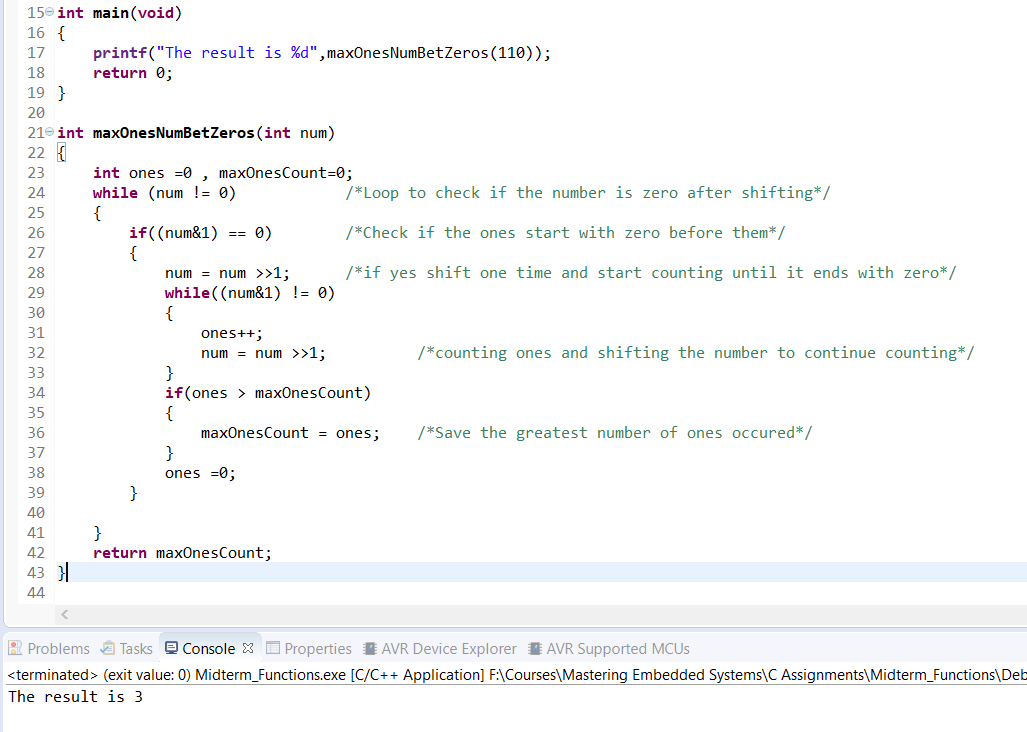 15 int main(void)
16 {
17     printf("The result is %d",maxOnesNumBetZeros(110));
18     return 0;
19 }
20
21 int maxOnesNumBetZeros(int num)
22 {
23     int ones =0 , maxOnesCount=0;
24     while (num != 0)            /*Loop to check if the number is zero after shifting*/
25     {
26         if((num&1) == 0)        /*Check if the ones start with zero before them*/
27         {
28             num = num >>1;      /*if yes shift one time and start counting until it ends with zero*/
29             while((num&1) != 0)
30             {
31                 ones++;
32                 num = num >>1;          /*counting ones and shifting the number to continue counting*/
33             }
34             if(ones > maxOnesCount)
35             {
36                 maxOnesCount = ones;    /*Save the greatest number of ones occured*/
37             }
38             ones =0;
39         }
40
41     }
42     return maxOnesCount;
43 }
44
Problems Tasks Console Properties AVR Device Explorer AVR Supported MCUs
<terminated> (exit value: 0) Midterm_Functions.exe [C/C++ Application] F:\Courses\Mastering Embedded Systems\C Assignments\Midterm_Functions\Deb
The result is 3